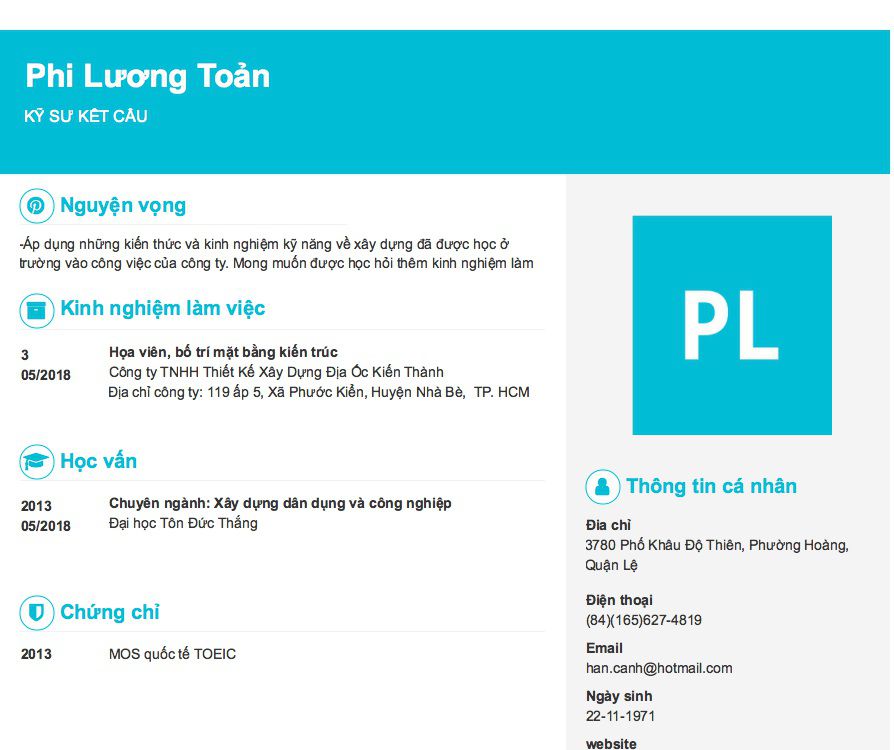 Phi Lương Toản
KỸ SƯ KẾT CẤU
Nguyện vọng
-Áp dụng những kiến thức và kinh nghiệm kỹ năng về xây dựng đã được học ở
trường vào công việc của công ty. Mong muốn được học hỏi thêm kinh nghiệm làm
Kinh nghiệm làm việc
3
05/2018
Họa viên, bố trí mặt bằng kiến trúc
Công ty TNHH Thiết Kế Xây Dựng Địa Ốc Kiến Thành
Địa chỉ công ty: 119 ấp 5, Xã Phước Kiển, Huyện Nhà Bè, TP. HCM
Học vấn
2013
05/2018
Chuyên ngành: Xây dựng dân dụng và công nghiệp
Đại học Tôn Đức Thắng
Chứng chỉ
2013
MOS quốc tế TOEIC
PL
Thông tin cá nhân
Đia chỉ
3780 Phố Khâu Độ Thiên, Phường Hoàng,
Quận Lệ
Điện thoại
(84)(165)627-4819
Email
han.canh@hotmail.com
Ngày sinh
22-11-1971
website